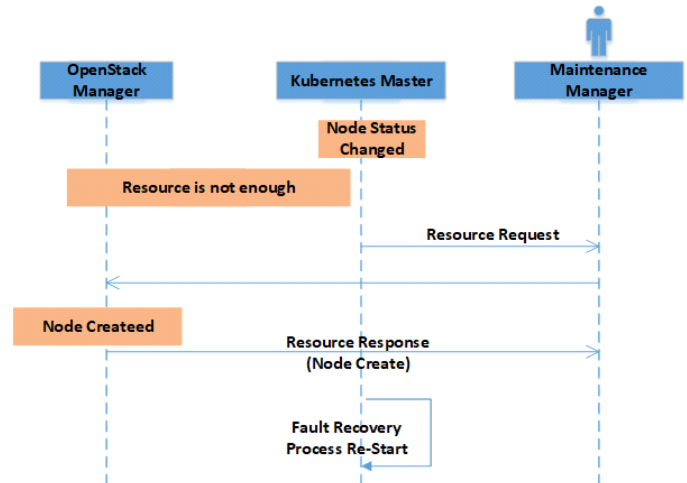 OpenStack
Manager
Kubernetes Master
Maintenance
Manager
Node Status
Changed
Resource is not enough
Resource Request
Node Createed
Resource Response
(Node Create)
Fault Recovery
Process Re-Start